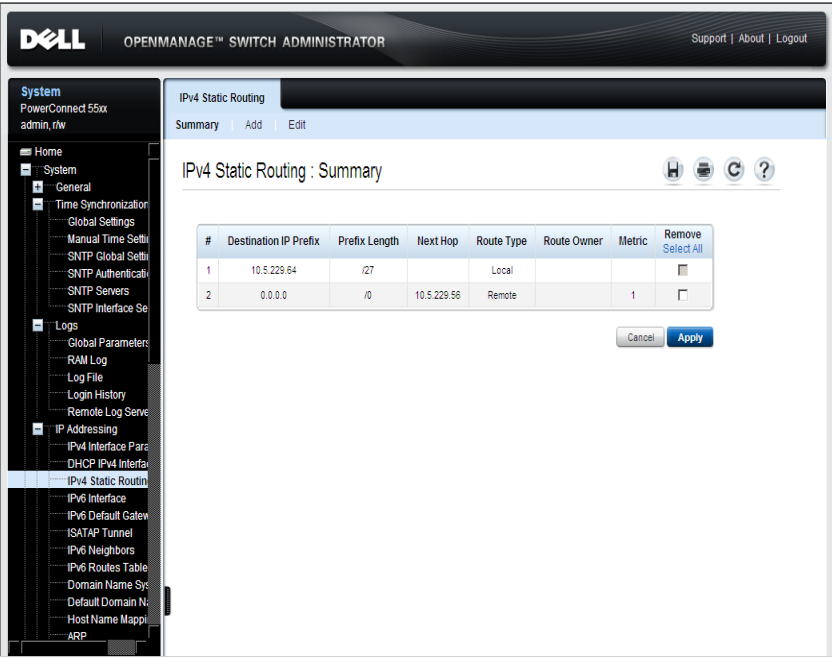 DELL
OPENMANAGE™ SWITCH ADMINISTRATOR
Support | About | Logout
System
PowerConnect 55xx
admin, r/w
Home
System
General
Time Synchronization
Global Settings
Manual Time Settin
SNTP Global Settin
SNTP Authenticati
SNTP Servers
SNTP Interface Se
Logs
Global Parameters
RAM Log
Log File
Login History
Remote Log Serve
IP Addressing
IPv4 Interface Para
DHCP IPv4 Interfac
IPv4 Static Routin
IPv6 Interface
IPv6 Default Gatew
ISATAP Tunnel
IPv6 Neighbors
IPv6 Routes Table
Domain Name Sys
Default Domain Na
Host Name Mappi
ARP
IPv4 Static Routing
Summary | Add | Edit
IPv4 Static Routing : Summary
?
# Destination IP Prefix Prefix Length Next Hop Route Type Route Owner Metric Remove
Select All
1 10.5.229.64 /27 Local
2 0.0.0.0 /0 10.5.229.56 Remote 1
Cancel Apply